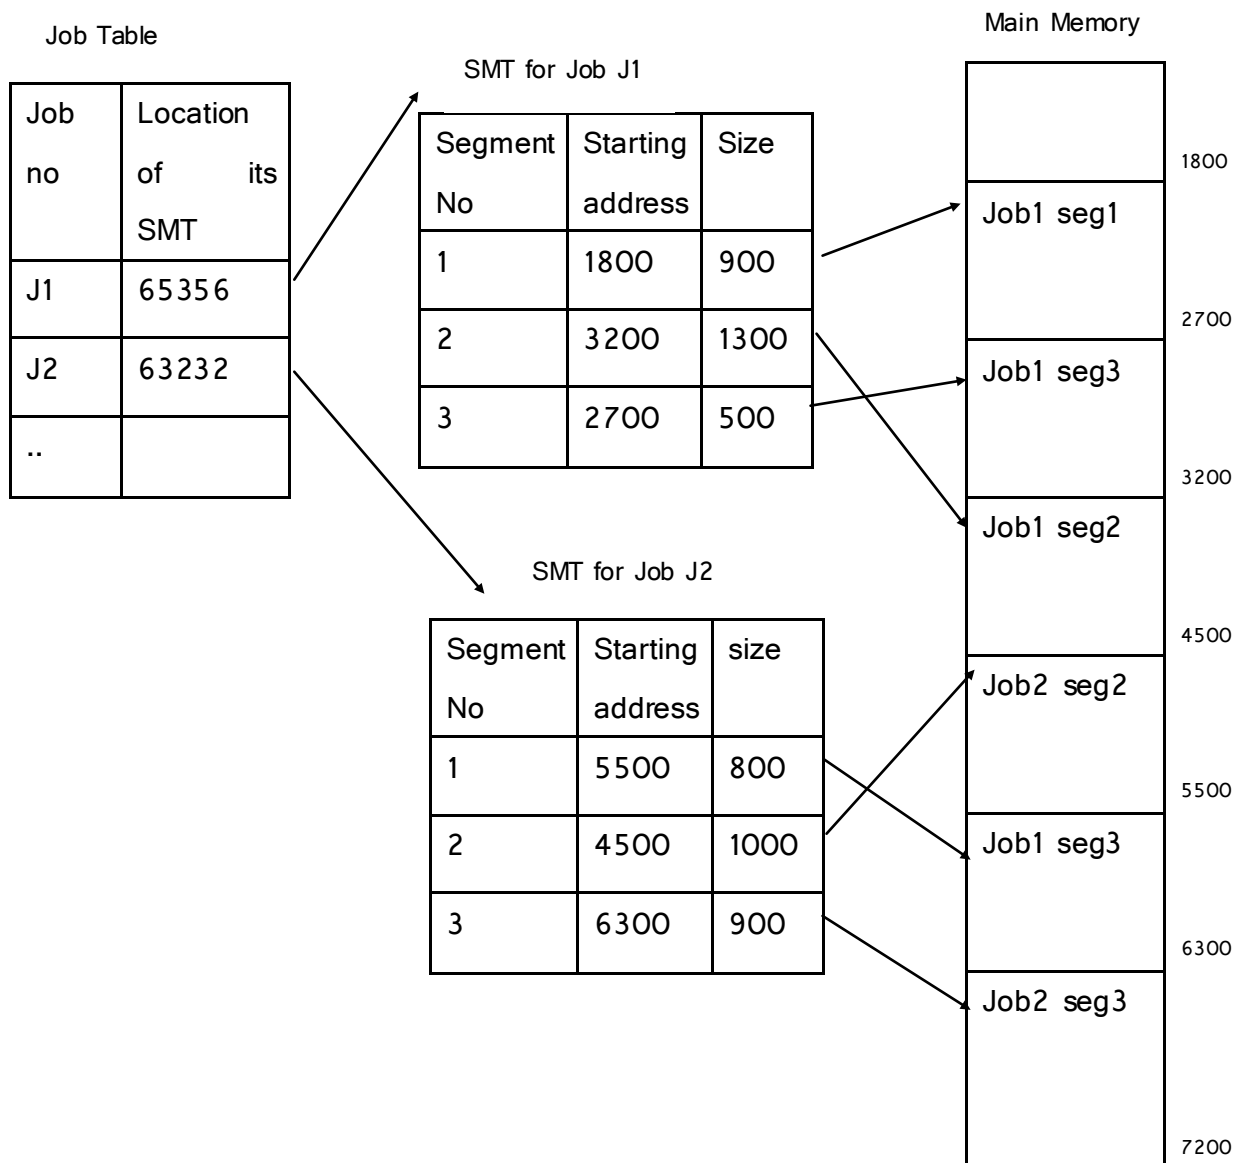 Job Table
Job no
Location of its SMT
J1 65356
J2 63232
..
SMT for Job J1
Segment No
Starting address
Size
1 1800 900
2 3200 1300
3 2700 500
SMT for Job J2
Segment No
Starting address
size
1 5500 800
2 4500 1000
3 6300 900
Main Memory
1800
Job1 seg1
2700
Job1 seg3
3200
Job1 seg2
4500
Job2 seg2
5500
Job1 seg3
6300
Job2 seg3
7200